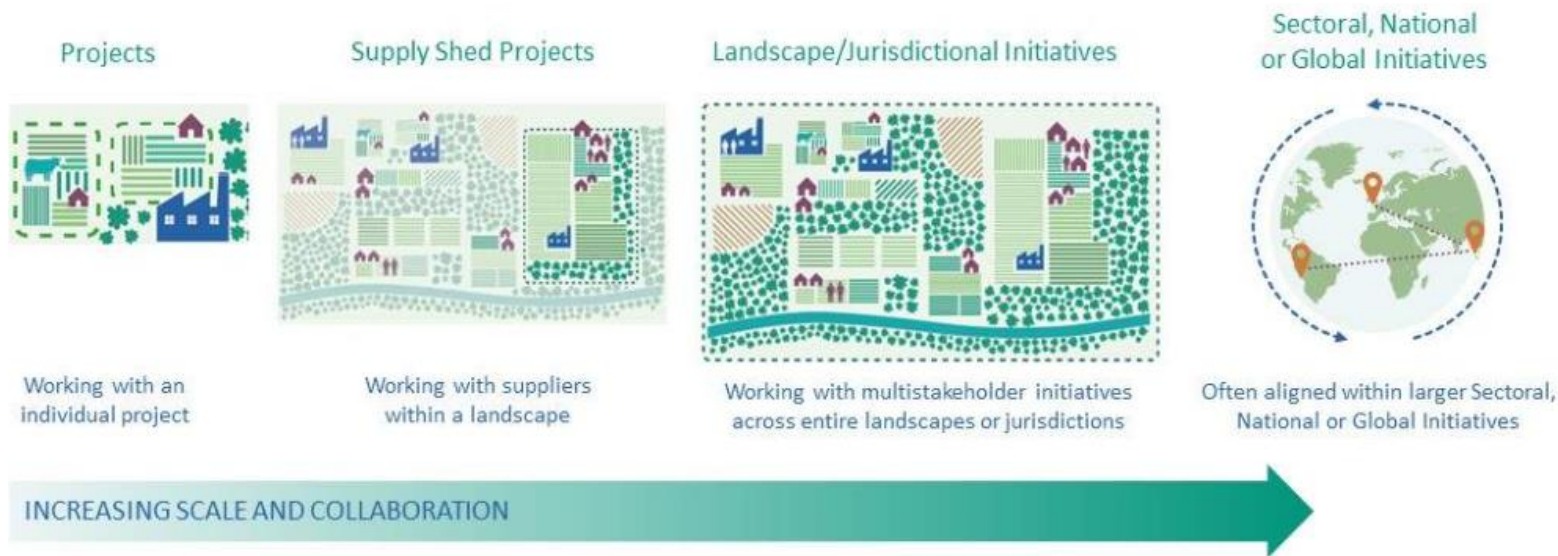 Projects
Supply Shed Projects
Landscape/Jurisdictional Initiatives
Sectoral, National
or Global Initiatives
Working with an
individual project
Working with suppliers
within a landscape
Working with multistakeholder initiatives
across entire landscapes or jurisdictions
Often aligned within larger Sectoral,
National or Global Initiatives
INCREASING SCALE AND COLLABORATION